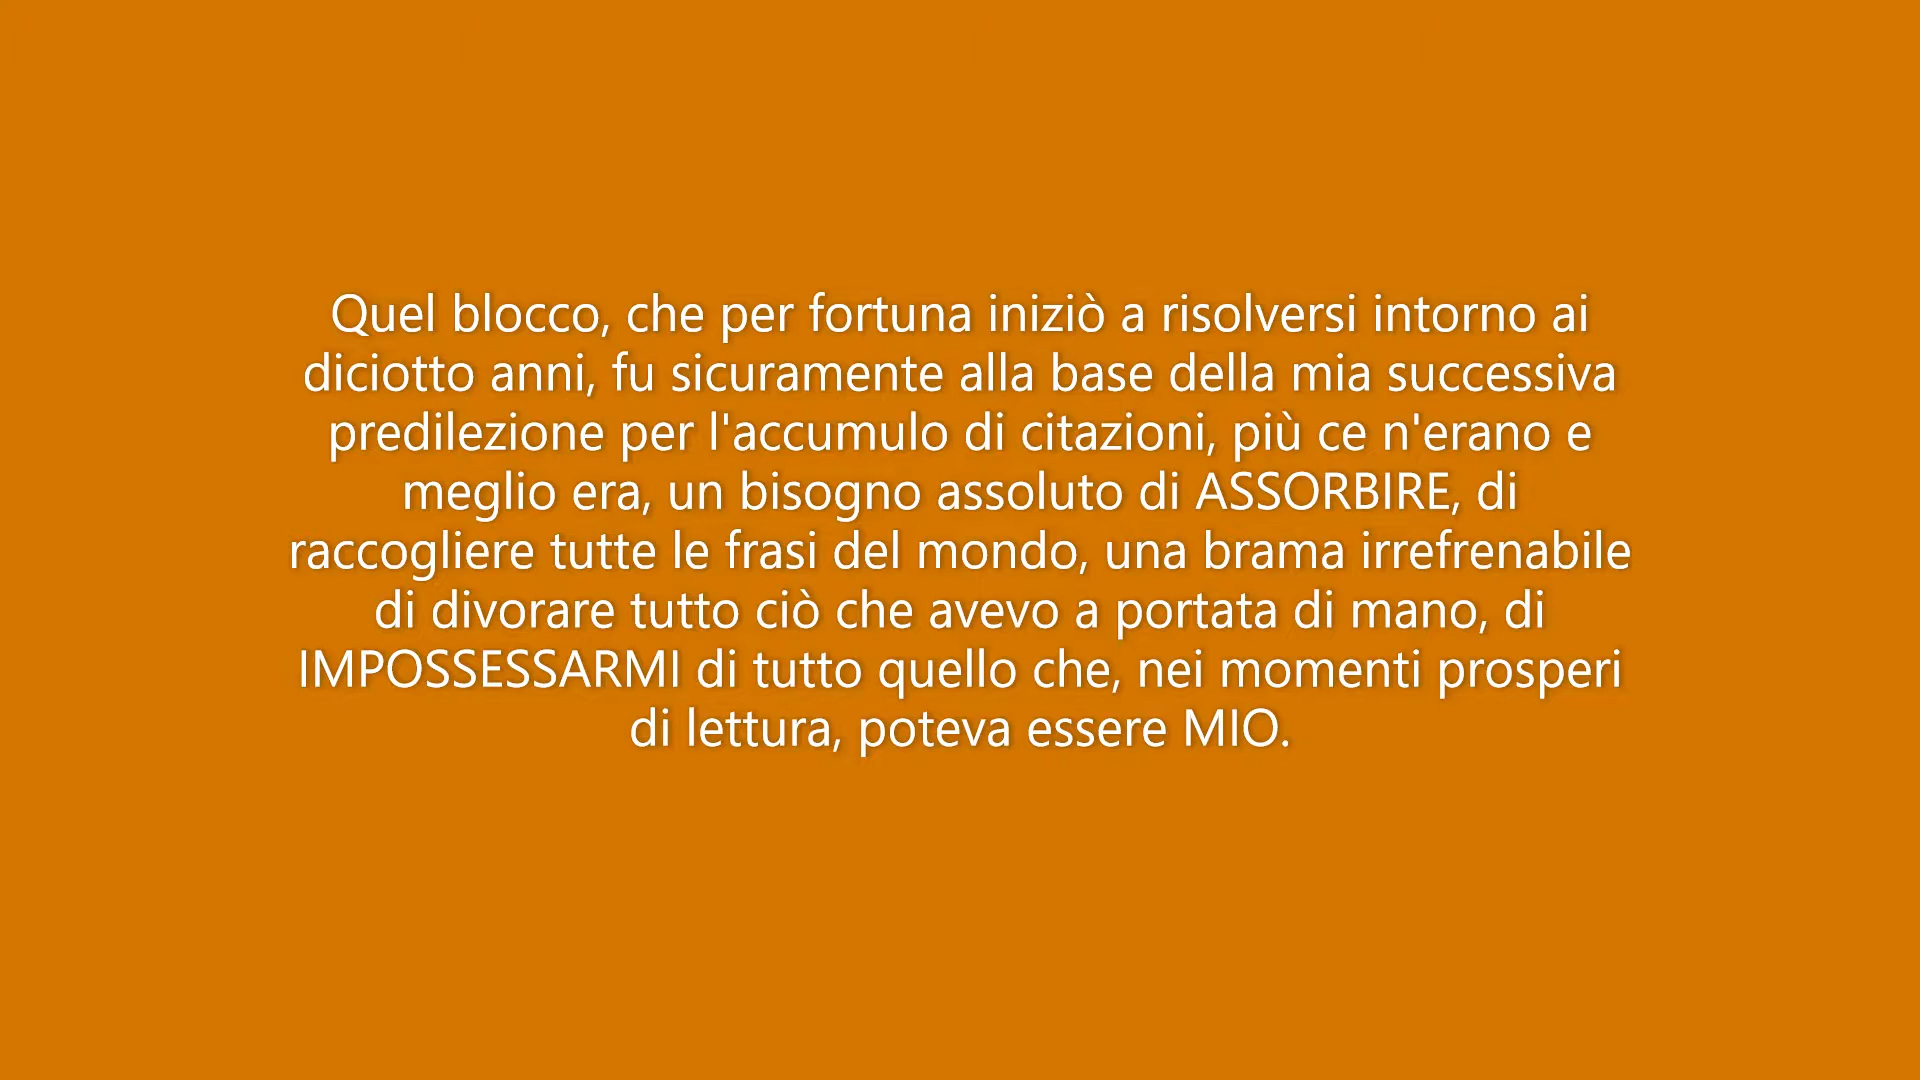 Quel blocco, che per fortuna iniziò a risolversi intorno ai
diciotto anni, fu sicuramente alla base della mia successiva
predilezione per l'accumulo di citazioni, più ce n'erano e
meglio era, un bisogno assoluto di ASSORBIRE, di
raccogliere tutte le frasi del mondo, una brama irrefrenabile
di divorare tutto ciò che avevo a portata di mano, di
IMPOSSESSARMI di tutto quello che, nei momenti prosperi
di lettura, poteva essere MIO.